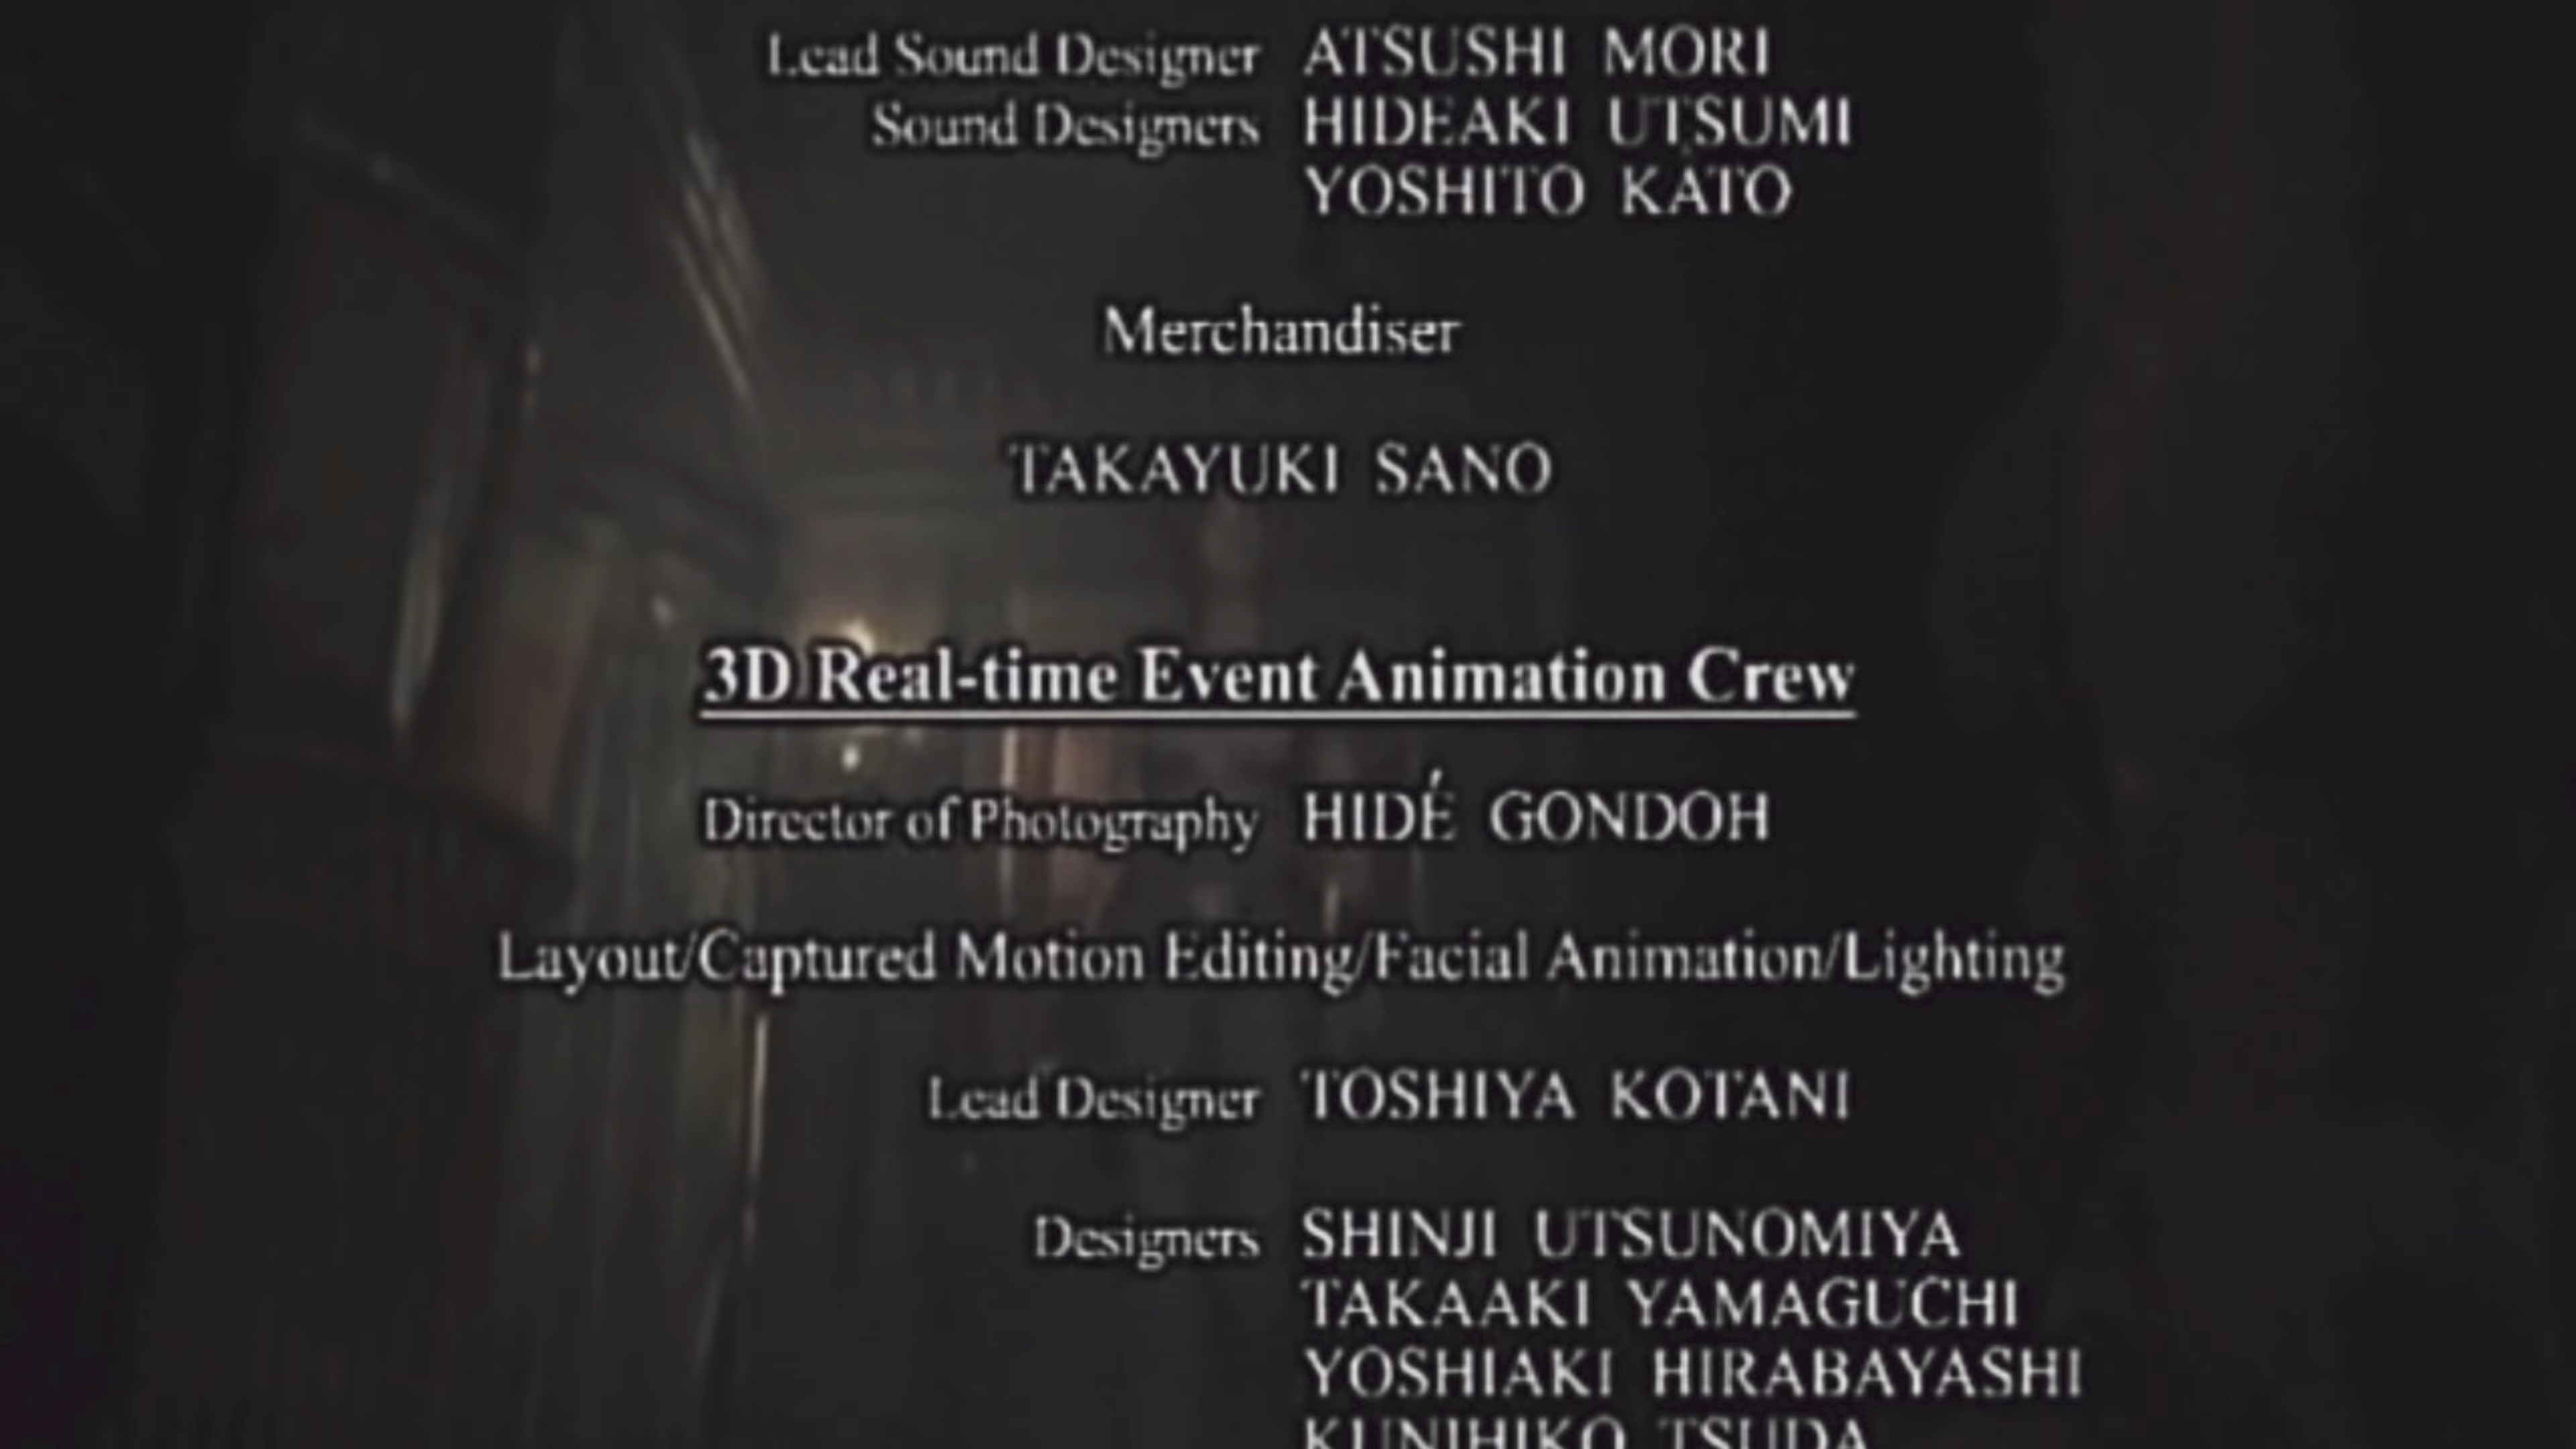 Lead Sound Designer ATSUSHI MORI
Sound Designers HIDEAKI UTSUMI
YOSHITO KATO
Merchandiser
TAKAYUKI SANO
3D Real-time Event Animation Crew
Director of Photography HIDÉ GONDOH
Layout/Captured Motion Editing/Facial Animation/Lighting
Lead Designer TOSHIYA KOTANI
Designers SHINJI UTSUNOMIYA
TAKAAKI YAMAGUCHI
YOSHIAKI HIRABAYASHI
KUNIHIKO TSUDA